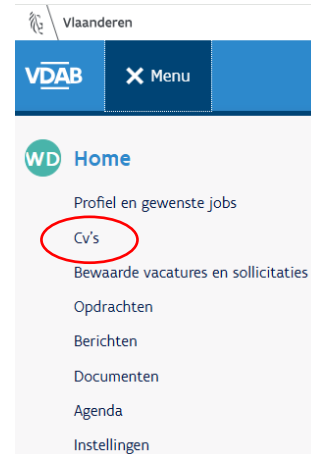 Vlaanderen
VDAB
Menu
WD Home
Profiel en gewenste jobs
Cv's
Bewaarde vacatures en sollicitaties
Opdrachten
Berichten
Documenten
Agenda
Instellingen